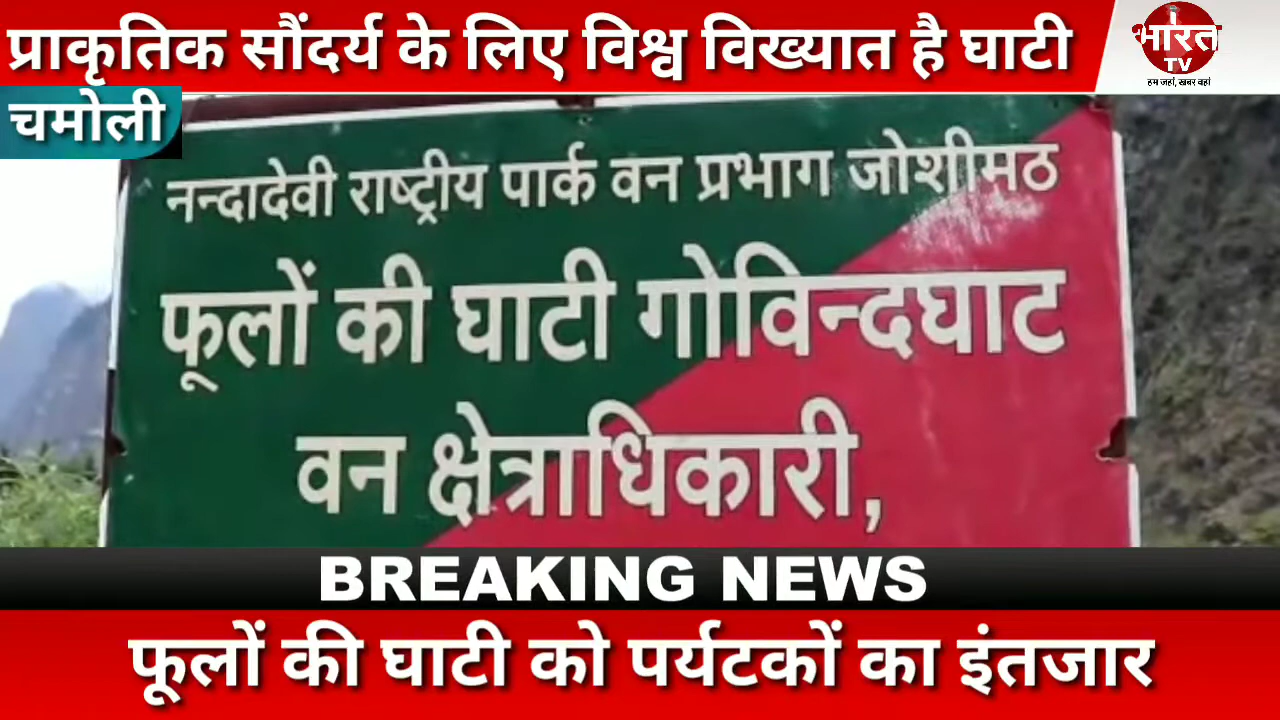 प्राकृतिक सौंदर्य के लिए विश्व विख्यात है घाटी
भारत
TV
हम जहां, खबर वहां
चमोली
नन्दादेवी राष्ट्रीय पार्क वन प्रभाग जोशीमठ
फूलों की घाटी गोविन्दघाट
वन क्षेत्राधिकारी,
BREAKING NEWS
फूलों की घाटी को पर्यटकों का इंतजार